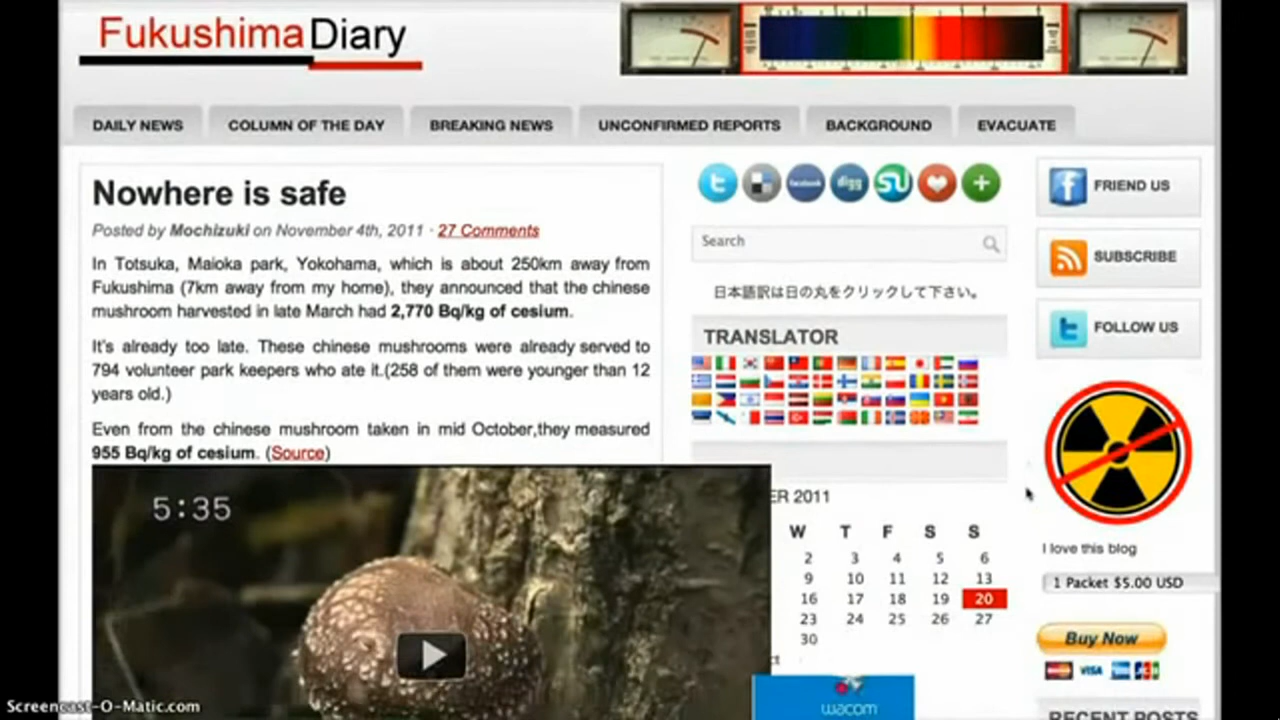 Fukushima Diary
DAILY NEWS
COLUMN OF THE DAY
BREAKING NEWS
UNCONFIRMED REPORTS
BACKGROUND
EVACUATE
Nowhere is safe
Posted by Mochizuki on November 4th, 2011 · 27 Comments
In Totsuka, Maioka park, Yokohama, which is about 250km away from
Fukushima (7km away from my home), they announced that the chinese
mushroom harvested in late March had 2,770 Bq/kg of cesium.
It's already too late. These chinese mushrooms were already served to
794 volunteer park keepers who ate it.(258 of them were younger than 12
years old.)
Even from the chinese mushroom taken in mid October,they measured
955 Bq/kg of cesium. (Source)
5:35
facebook
digg
Search
日本語訳は日の丸をクリックして下さい。
TRANSLATOR
ER 2011
W T F S S
2 3 4 5 6
9 10 11 12 13
16 17 18 19 20
23 24 25 26 27
30
ct
wacom
FRIEND US
SUBSCRIBE
FOLLOW US
I love this blog
1 Packet $5.00 USD
Buy Now
VISA
RECENT POSTS
Screencast-O-Matic.com